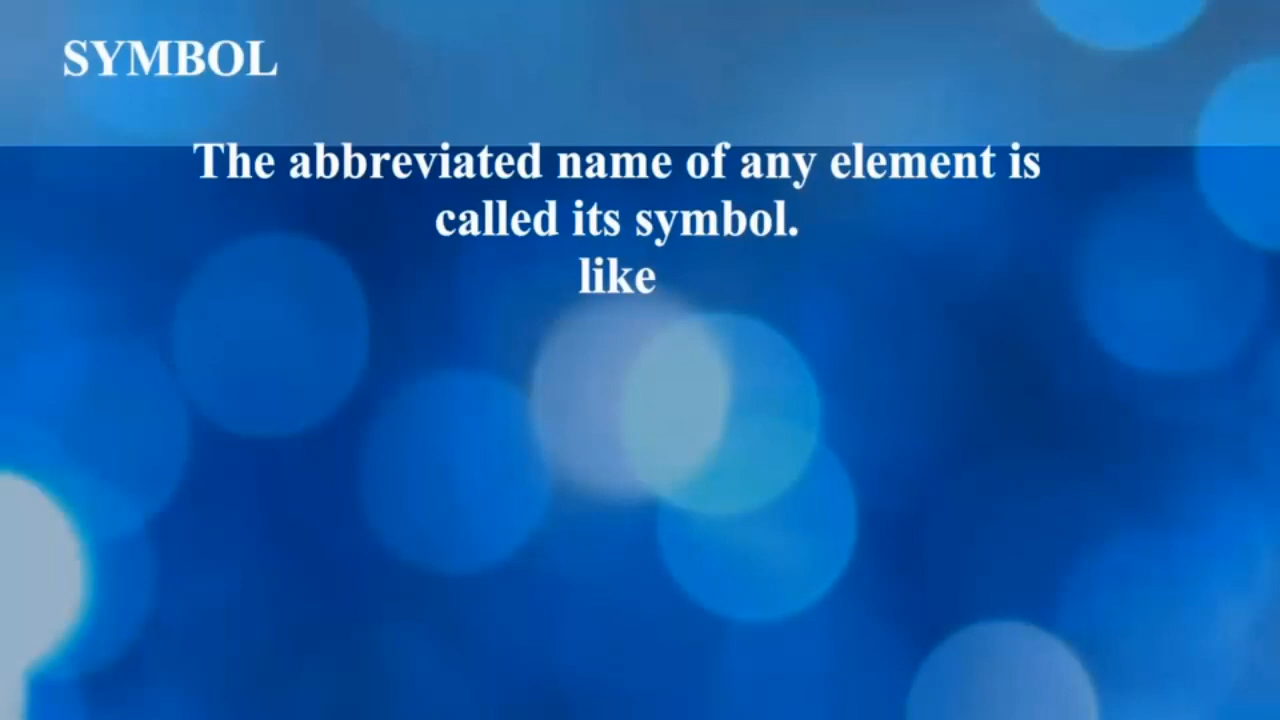 SYMBOL
The abbreviated name of any element is
called its symbol.
like